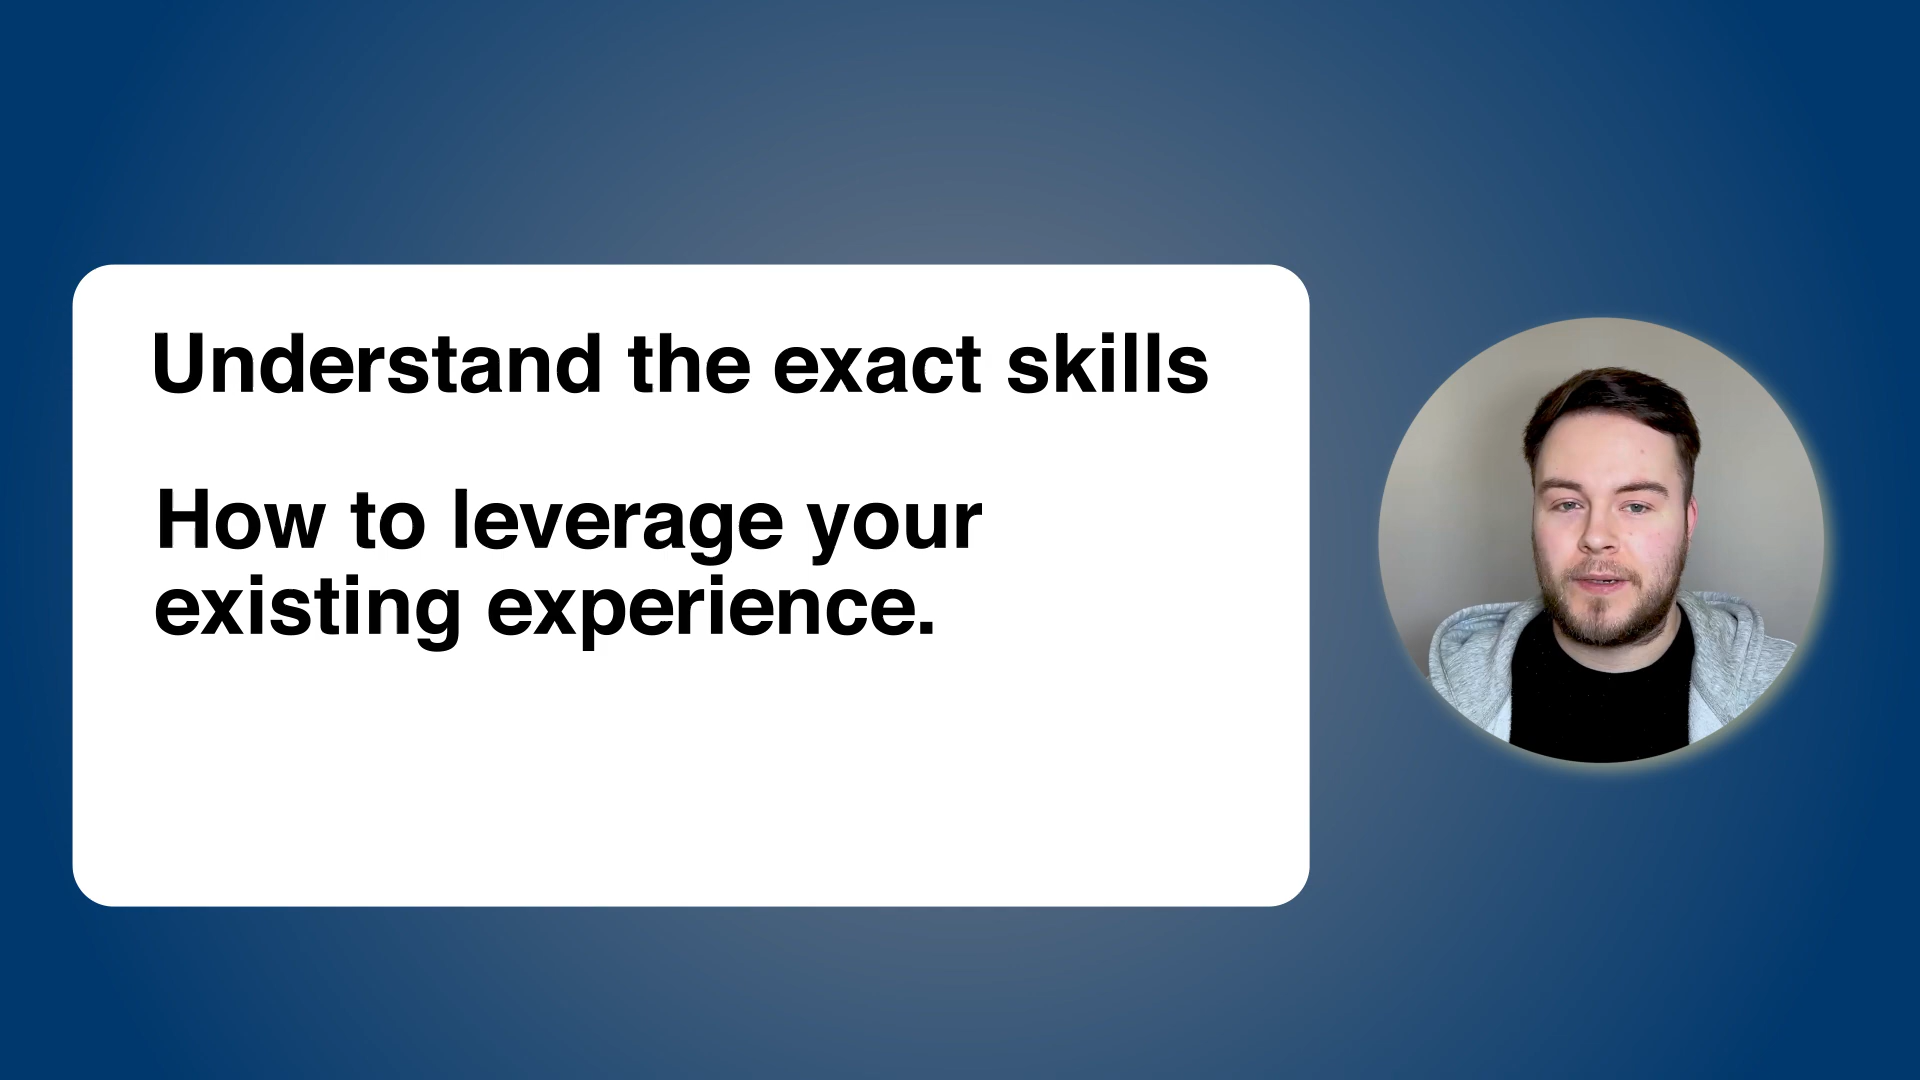 Understand the exact skills
How to leverage your
existing experience.